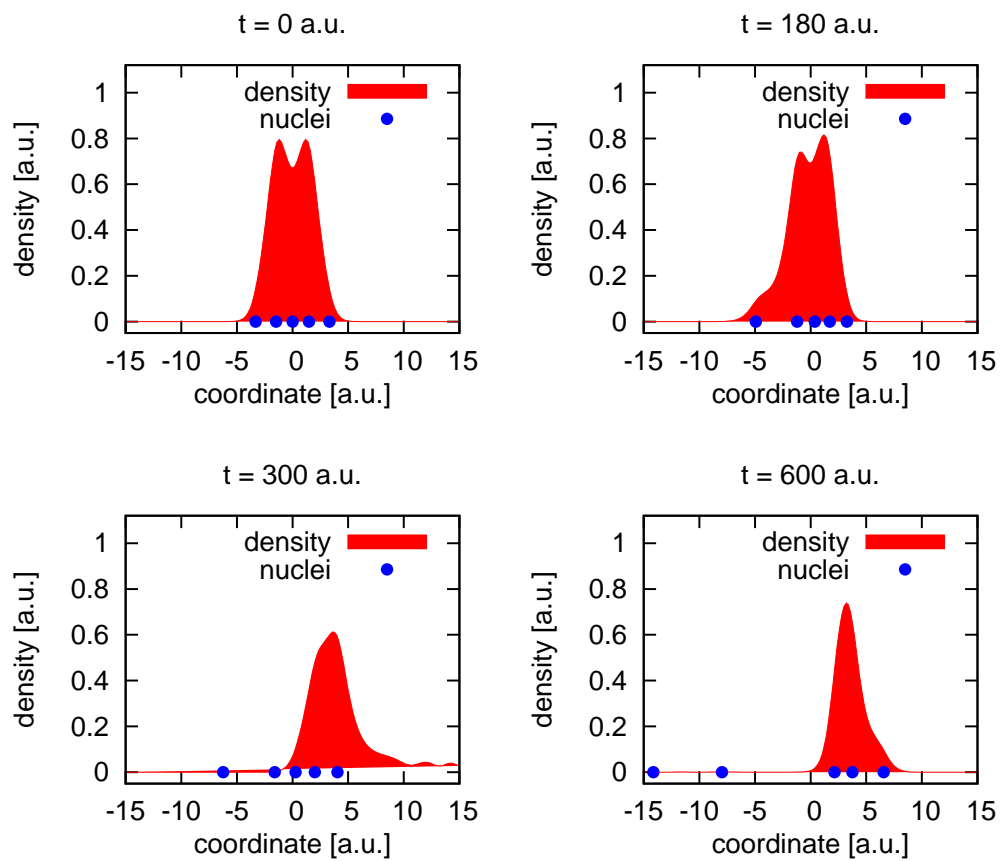 t = 0 a.u.
density [a.u.]
1
0.8
0.6
0.4
0.2
0
density
nuclei
-15 -10 -5 0 5 10 15
coordinate [a.u.]
t = 180 a.u.
density [a.u.]
1
0.8
0.6
0.4
0.2
0
density
nuclei
-15 -10 -5 0 5 10 15
coordinate [a.u.]
t = 300 a.u.
density [a.u.]
1
0.8
0.6
0.4
0.2
0
density
nuclei
-15 -10 -5 0 5 10 15
coordinate [a.u.]
t = 600 a.u.
density [a.u.]
1
0.8
0.6
0.4
0.2
0
density
nuclei
-15 -10 -5 0 5 10 15
coordinate [a.u.]